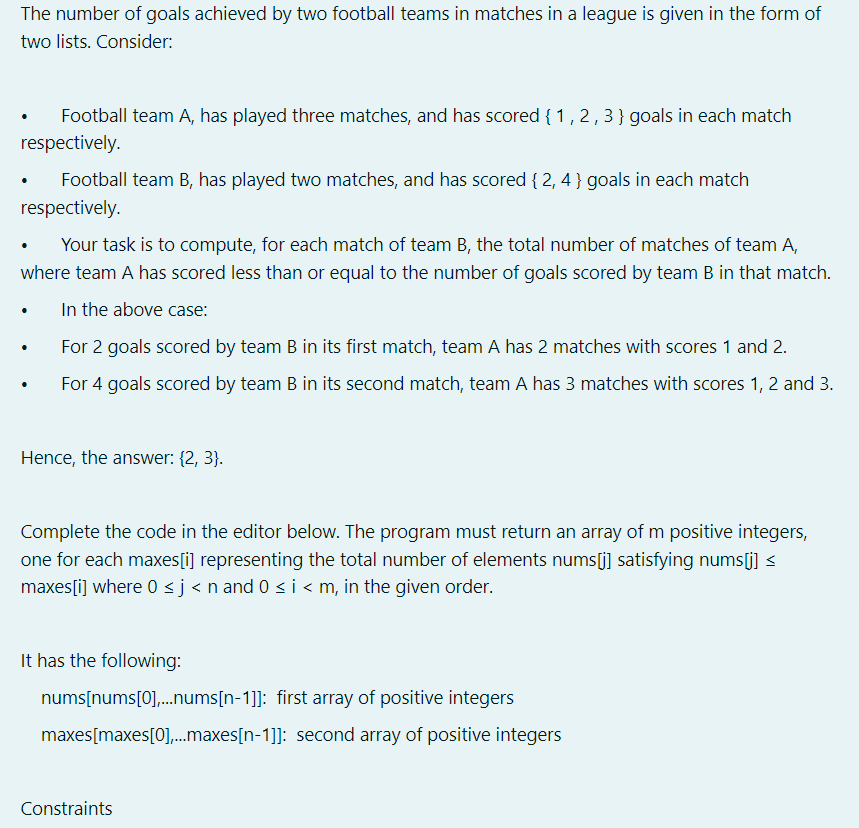 The number of goals achieved by two football teams in matches in a league is given in the form of
two lists. Consider:
• Football team A, has played three matches, and has scored { 1 , 2 , 3 } goals in each match
respectively.
• Football team B, has played two matches, and has scored { 2, 4 } goals in each match
respectively.
• Your task is to compute, for each match of team B, the total number of matches of team A,
where team A has scored less than or equal to the number of goals scored by team B in that match.
• In the above case:
• For 2 goals scored by team B in its first match, team A has 2 matches with scores 1 and 2.
• For 4 goals scored by team B in its second match, team A has 3 matches with scores 1, 2 and 3.
Hence, the answer: {2, 3}.
Complete the code in the editor below. The program must return an array of m positive integers,
one for each maxes[i] representing the total number of elements nums[j] satisfying nums[j] ≤
maxes[i] where 0 ≤ j < n and 0 ≤ i < m, in the given order.
It has the following:
nums[nums[0],...nums[n-1]]: first array of positive integers
maxes[maxes[0],...maxes[n-1]]: second array of positive integers
Constraints